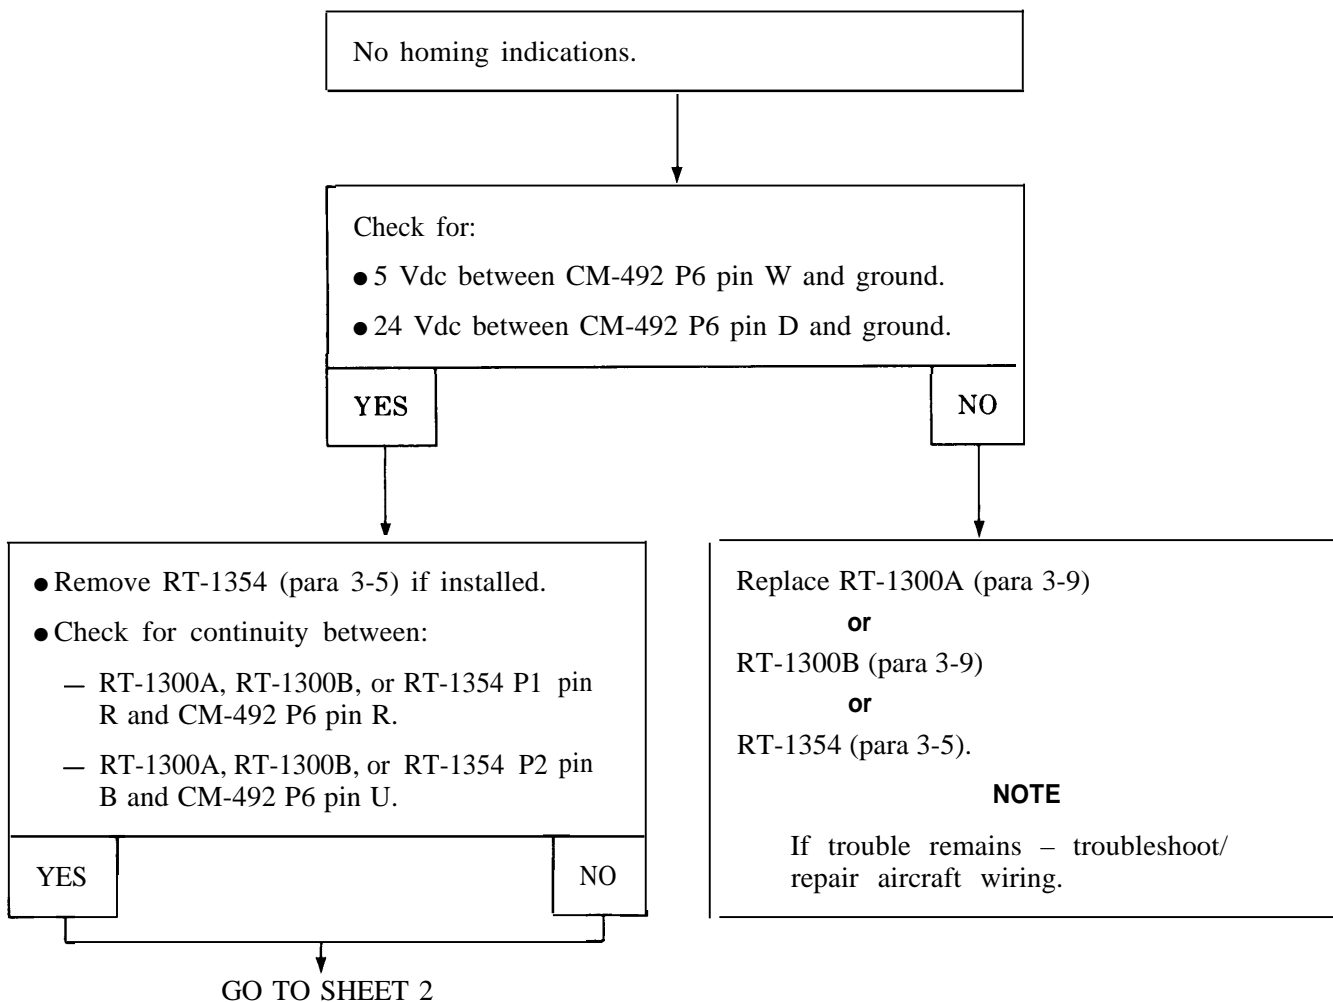 No homing indications.
Check for:
● 5 Vdc between CM-492 P6 pin W and ground.
● 24 Vdc between CM-492 P6 pin D and ground.
YES
NO
● Remove RT-1354 (para 3-5) if installed.
● Check for continuity between:
— RT-1300A, RT-1300B, or RT-1354 P1 pin
R and CM-492 P6 pin R.
— RT-1300A, RT-1300B, or RT-1354 P2 pin
B and CM-492 P6 pin U.
YES
NO
GO TO SHEET 2
Replace RT-1300A (para 3-9)
or
RT-1300B (para 3-9)
or
RT-1354 (para 3-5).
NOTE
If trouble remains – troubleshoot/
repair aircraft wiring.